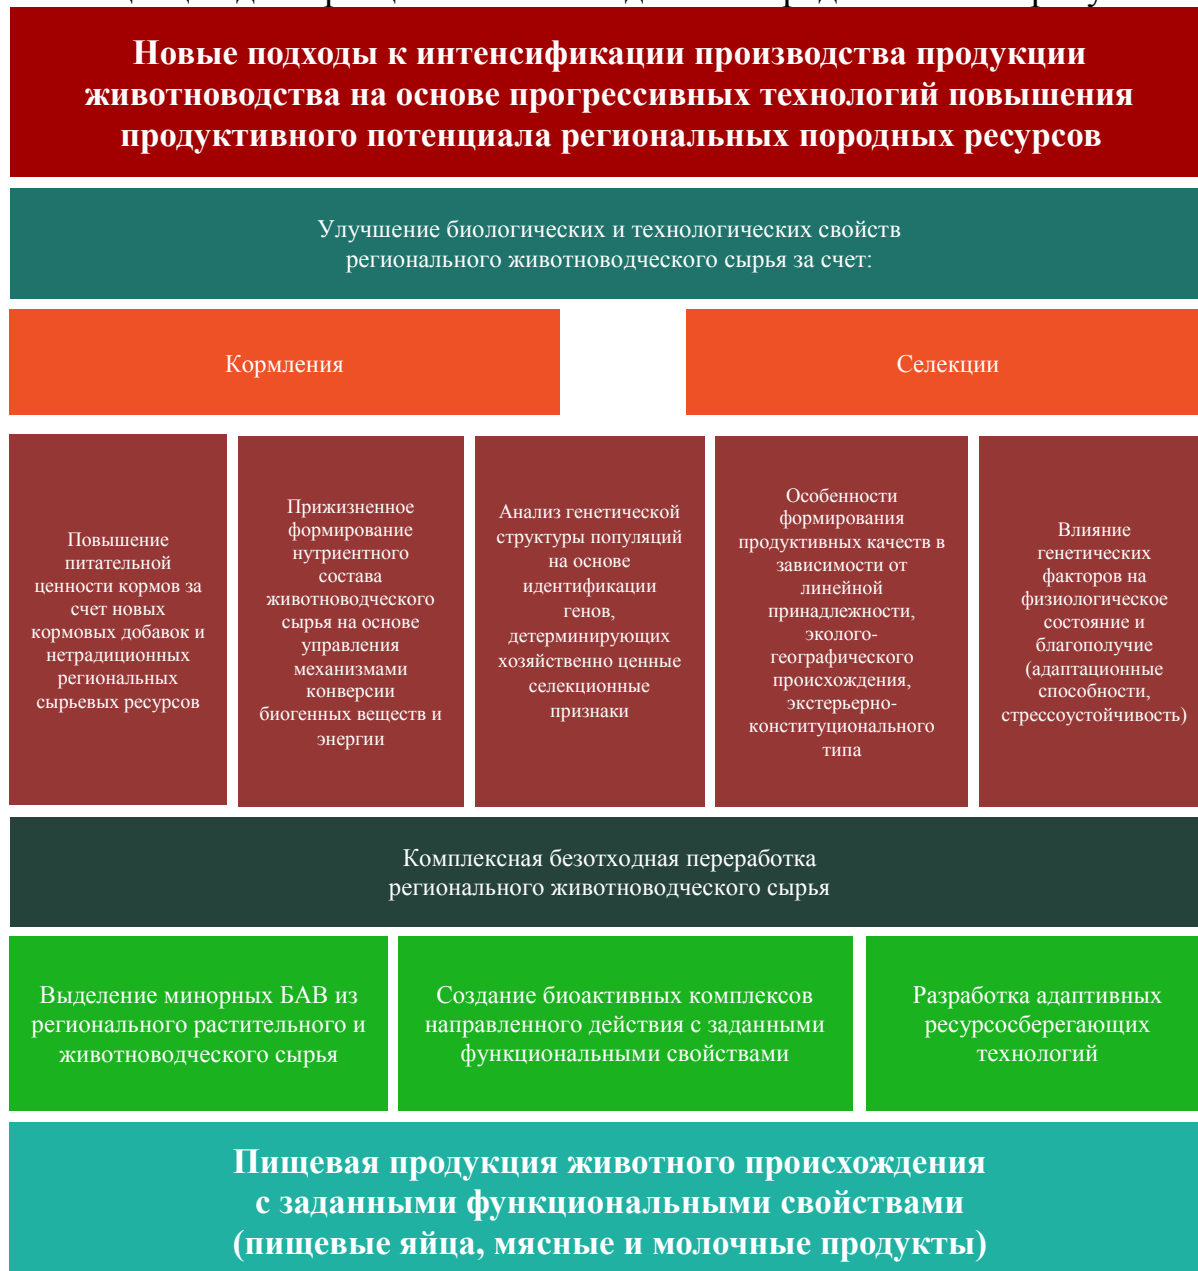 Новые подходы к интенсификации производства продукции
животноводства на основе прогрессивных технологий повышения
продуктивного потенциала региональных породных ресурсов
Улучшение биологических и технологических свойств
регионального животноводческого сырья за счет:
Кормления
Селекции
Повышение
питательной
ценности кормов за
счет новых
кормовых добавок и
нетрадиционных
региональных
сырьевых ресурсов
Прижизненное
формирование
нутриентного
состава
животноводческого
сырья на основе
управления
механизмами
конверсии
биогенных веществ и
энергии
Анализ генетической
структуры популяций
на основе
идентификации
генов,
детерминирующих
хозяйственно ценные
селекционные
признаки
Особенности
формирования
продуктивных качеств в
зависимости от
линейной
принадлежности,
эколого-
географического
происхождения,
экстерьерно-
конституционального
типа
Влияние
генетических
факторов на
физиологическое
состояние и
благополучие
(адаптационные
способности,
стрессоустойчивость)
Комплексная безотходная переработка
регионального животноводческого сырья
Выделение минорных БАВ из
регионального растительного и
животноводческого сырья
Создание биоактивных комплексов
направленного действия с заданными
функциональными свойствами
Разработка адаптивных
ресурсосберегающих
технологий
Пищевая продукция животного происхождения
с заданными функциональными свойствами
(пищевые яйца, мясные и молочные продукты)